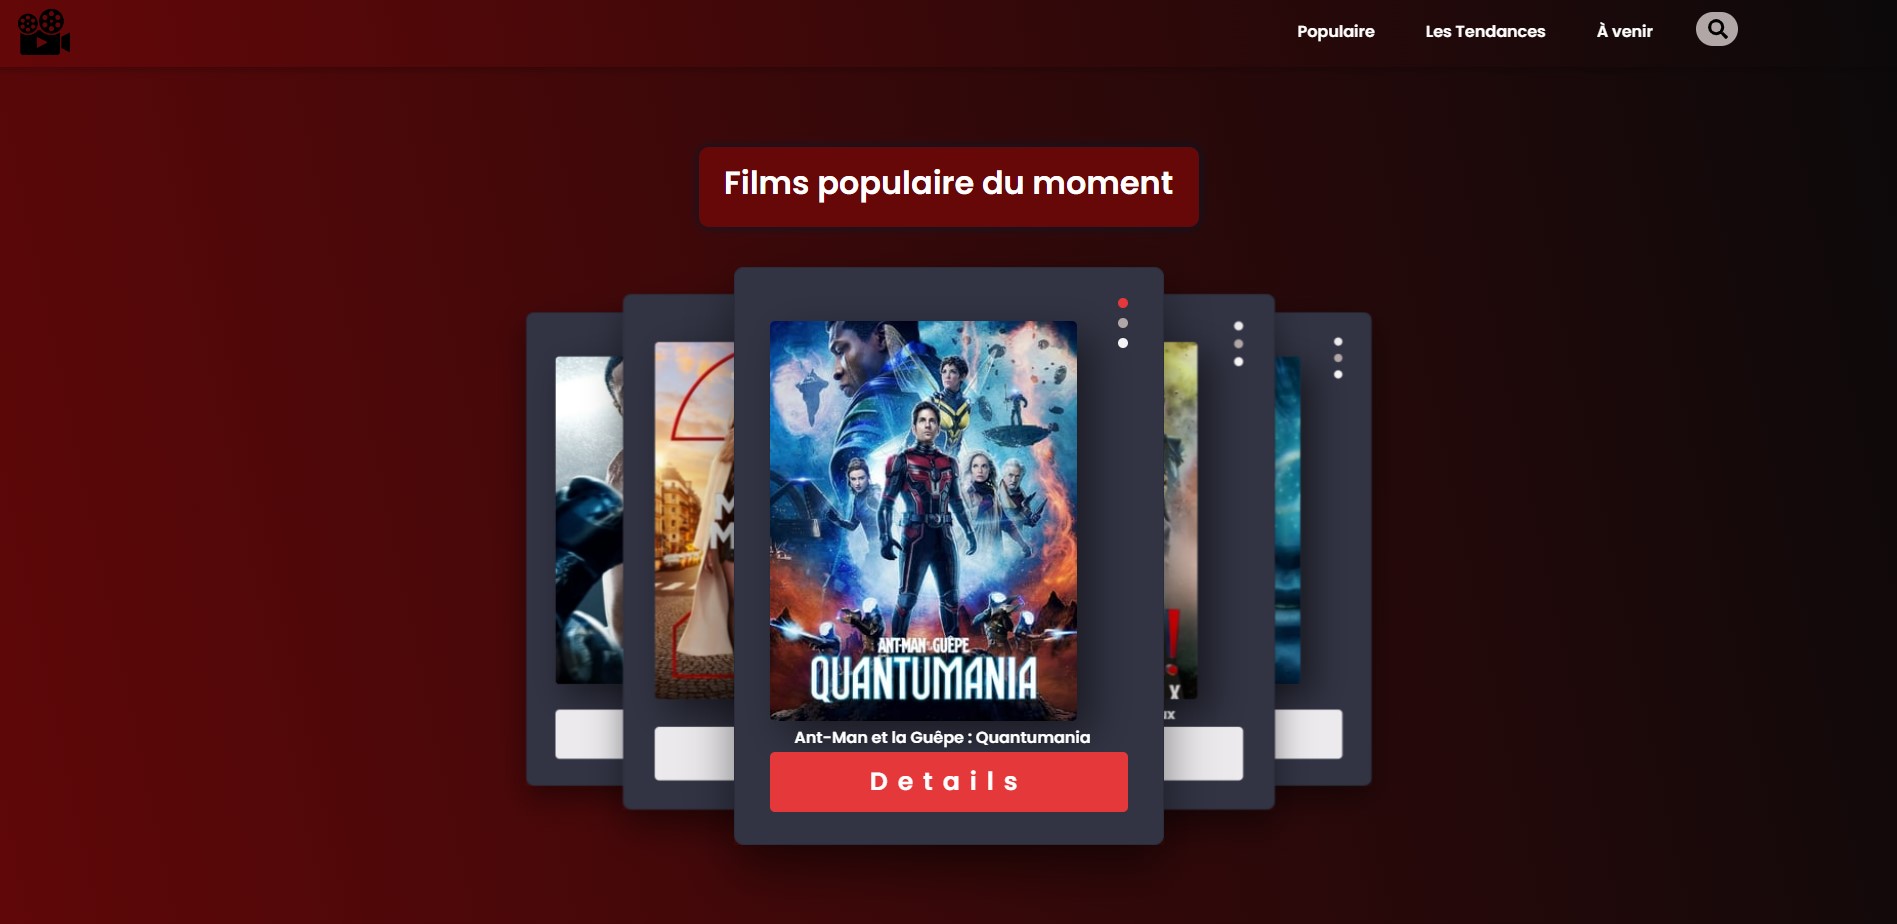 Populaire
Les Tendances
À venir
Films populaire du moment
ANT-MAN GUÊPE
QUANTUMANIA
Ant-Man et la Guêpe : Quantumania
Details